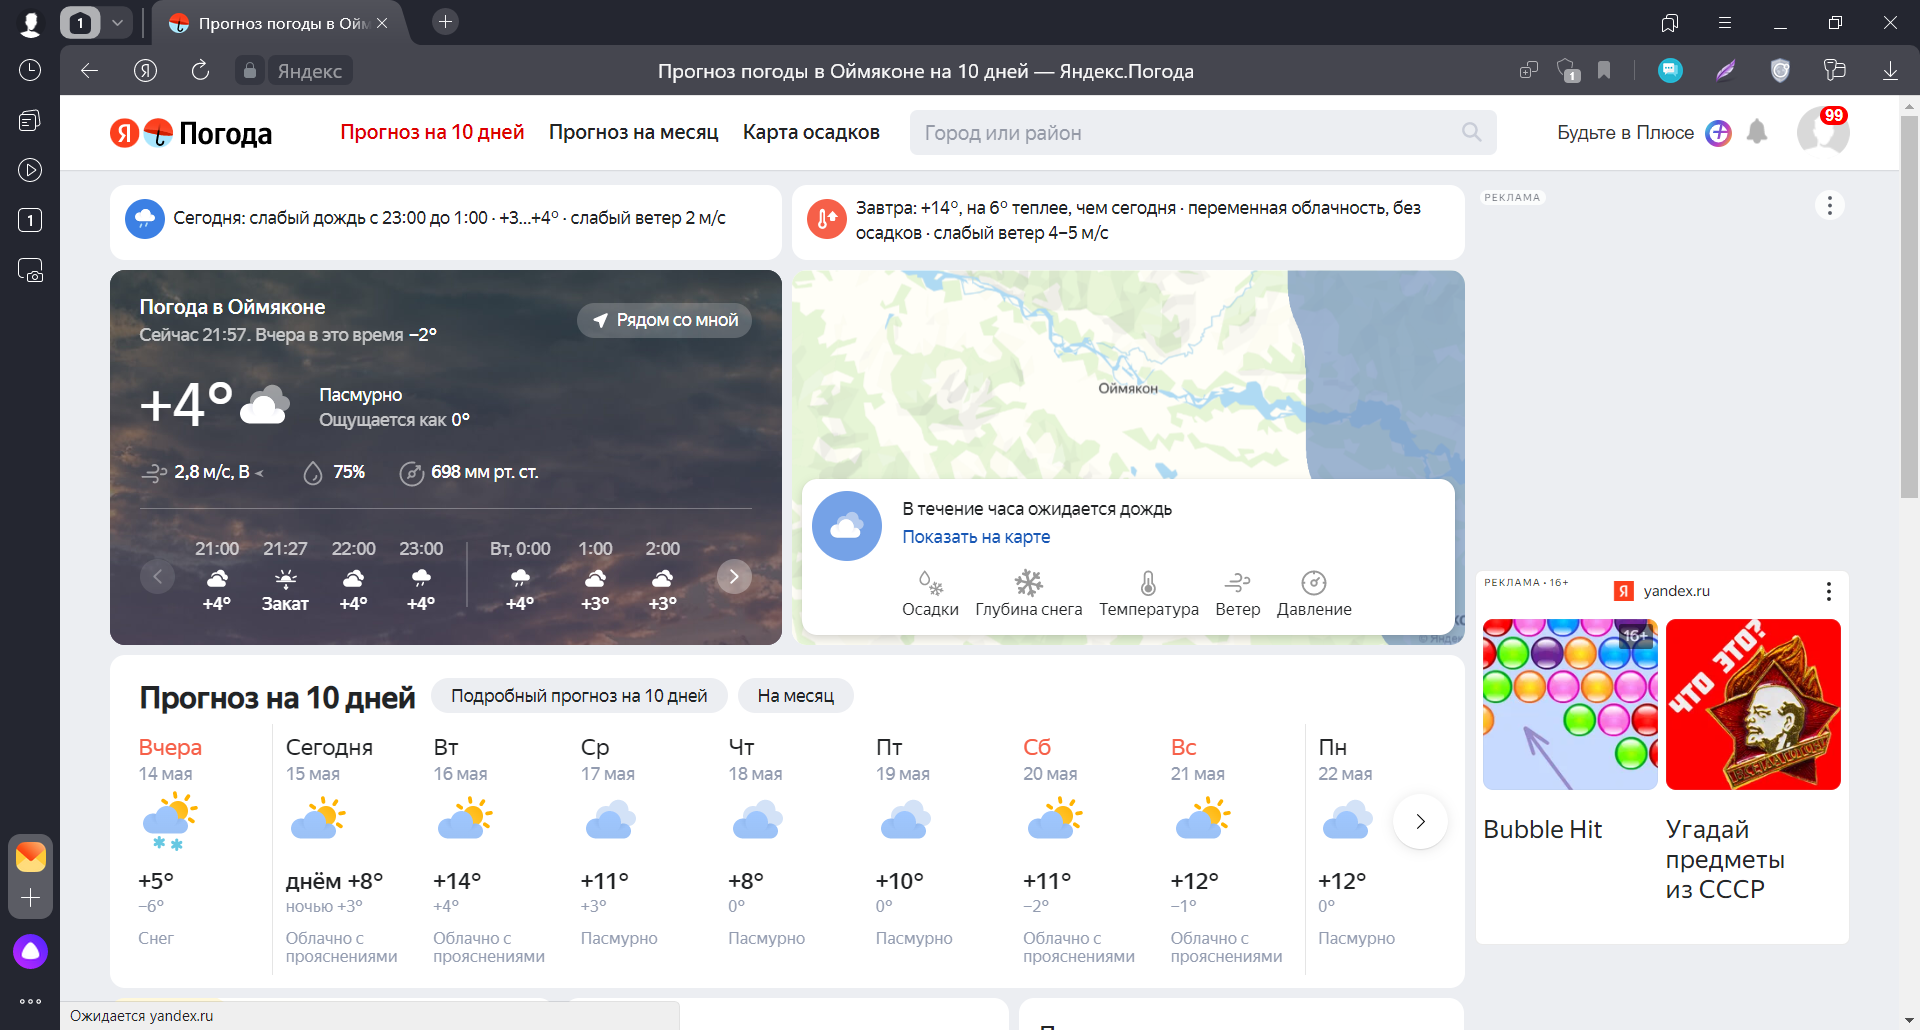 1
Прогноз погоды в Ойм
Яндекс
Прогноз погоды в Оймяконе на 10 дней — Яндекс.Погода
1
1
Я Погода
Прогноз на 10 дней
Прогноз на месяц
Карта осадков
Город или район
Будьте в Плюсе
99
Сегодня: слабый дождь с 23:00 до 1:00 · +3...+4° · слабый ветер 2 м/с
Завтра: +14°, на 6° теплее, чем сегодня · переменная облачность, без
осадков · слабый ветер 4–5 м/с
РЕКЛАМА
Погода в Оймяконе
Сейчас 21:57. Вчера в это время −2°
Рядом со мной
+4°
Пасмурно
Ощущается как 0°
2,8 м/с, В
75%
698 мм рт. ст.
21:00 21:27 22:00 23:00 Вт, 0:00 1:00 2:00
+4° Закат +4° +4° +4° +3° +3°
Оймякон
В течение часа ожидается дождь
Показать на карте
Осадки Глубина снега Температура Ветер Давление
РЕКЛАМА • 16+
Я yandex.ru
16+
ЧТО ЭТО?
Bubble Hit
Угадай
предметы
из СССР
Прогноз на 10 дней
Подробный прогноз на 10 дней
На месяц
Вчера Сегодня Вт Ср Чт Пт Сб Вс Пн
14 мая 15 мая 16 мая 17 мая 18 мая 19 мая 20 мая 21 мая 22 мая
+5° днём +8° +14° +11° +8° +10° +11° +12° +12°
−6° ночью +3° +4° +3° 0° 0° −2° −1° 0°
Снег Облачно с Облачно с Пасмурно Пасмурно Пасмурно Облачно с Облачно с Пасмурно
прояснениями прояснениями прояснениями прояснениями
Ожидается yandex.ru